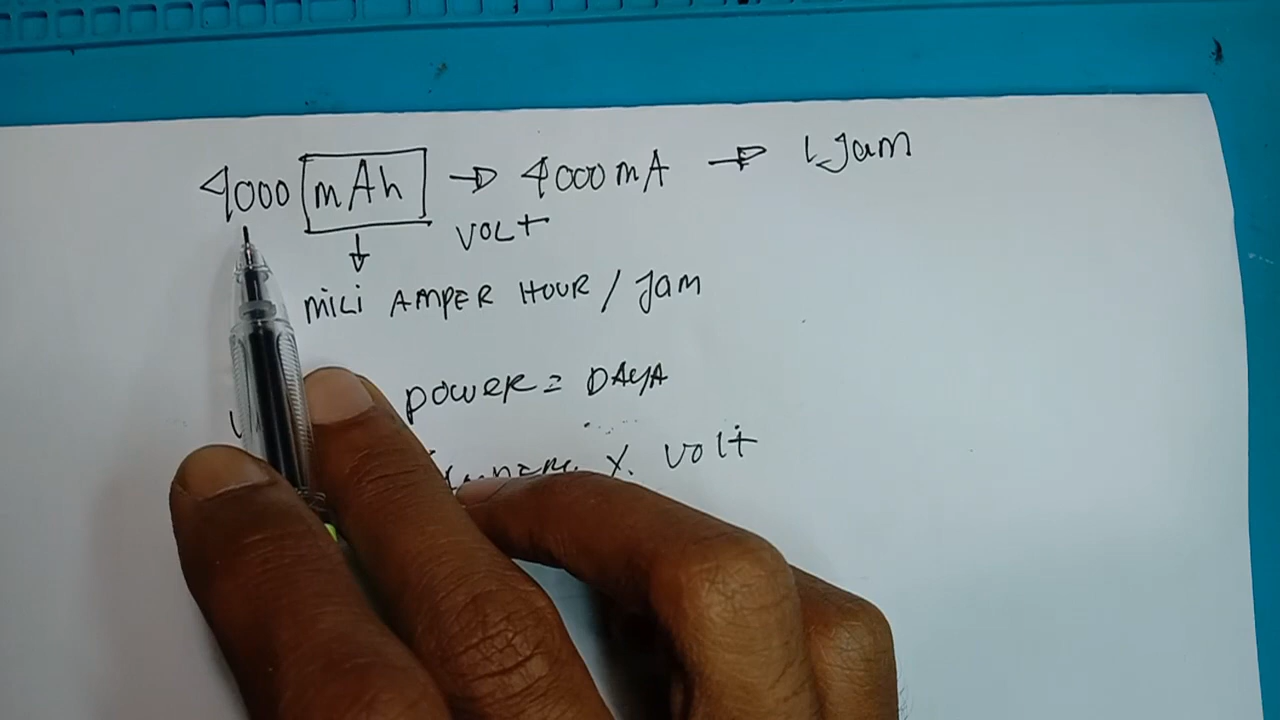 4000 mAh → 4000 mA → 1 Jam
VOLT
MiLi AMPER HOUR / Jam
POWER = DAYA
X. Volt